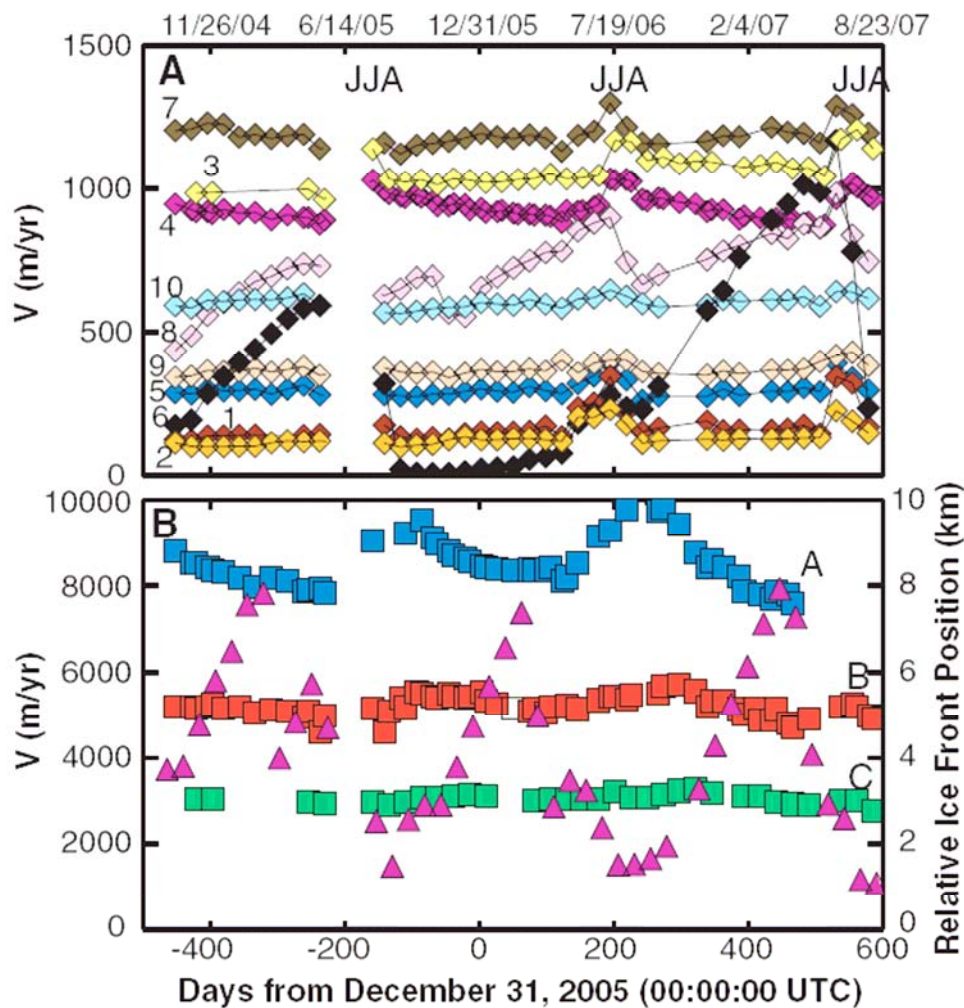 11/26/04 6/14/05 12/31/05 7/19/06 2/4/07 8/23/07
1500
A
JJA JJA JJA
7
3
1000
4
V (m/yr)
10
500
8
9
5
6
1
2
0
10000
B
10
8000
A
8
6000
B
6
V (m/yr)
Relative Ice Front Position (km)
4000
4
C
2000
2
0
0
-400 -200 0 200 400 600
Days from December 31, 2005 (00:00:00 UTC)